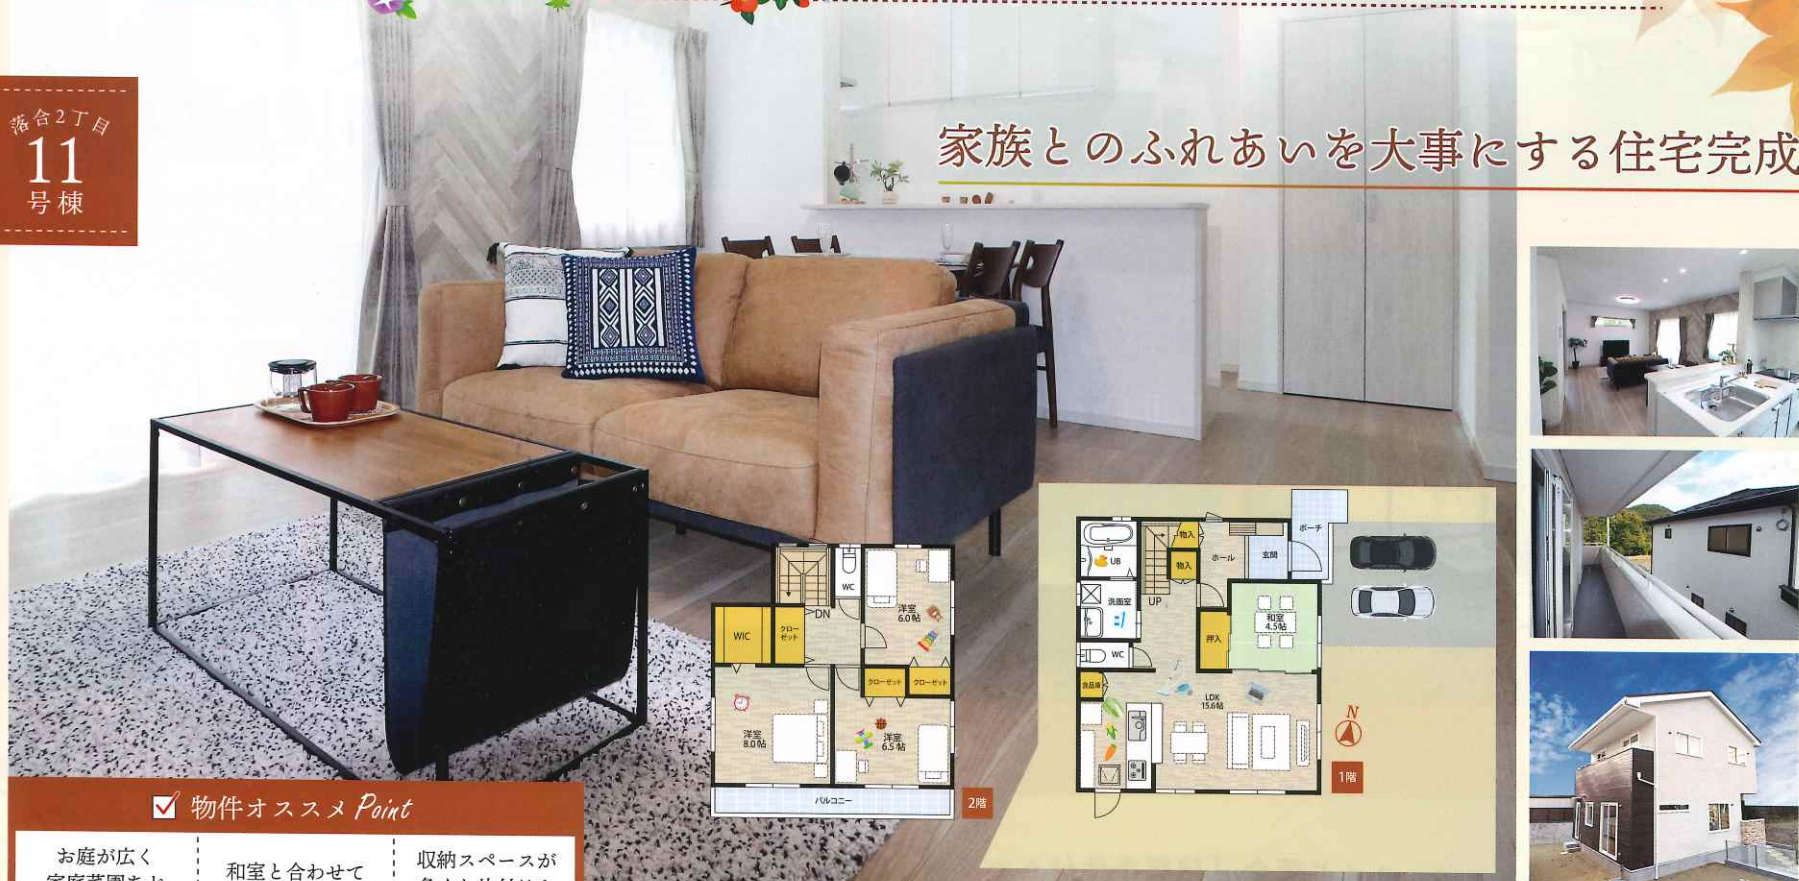 落合2丁目
11
号棟
家族とのふれあいを大事にする住宅完成
WC
DN
洋室
6.0帖
WIC
クロー
ゼット
クローゼット
クローゼット
洋室
8.0帖
洋室
6.5帖
バルコニー
2階
ポーチ
物入
ホール
玄関
物入
UB
洗面室
UP
和室
4.5帖
押入
WC
食品庫
LDK
15.6帖
N
1階
物件オススメPoint
お庭が広く
和室と合わせて
収納スペースが